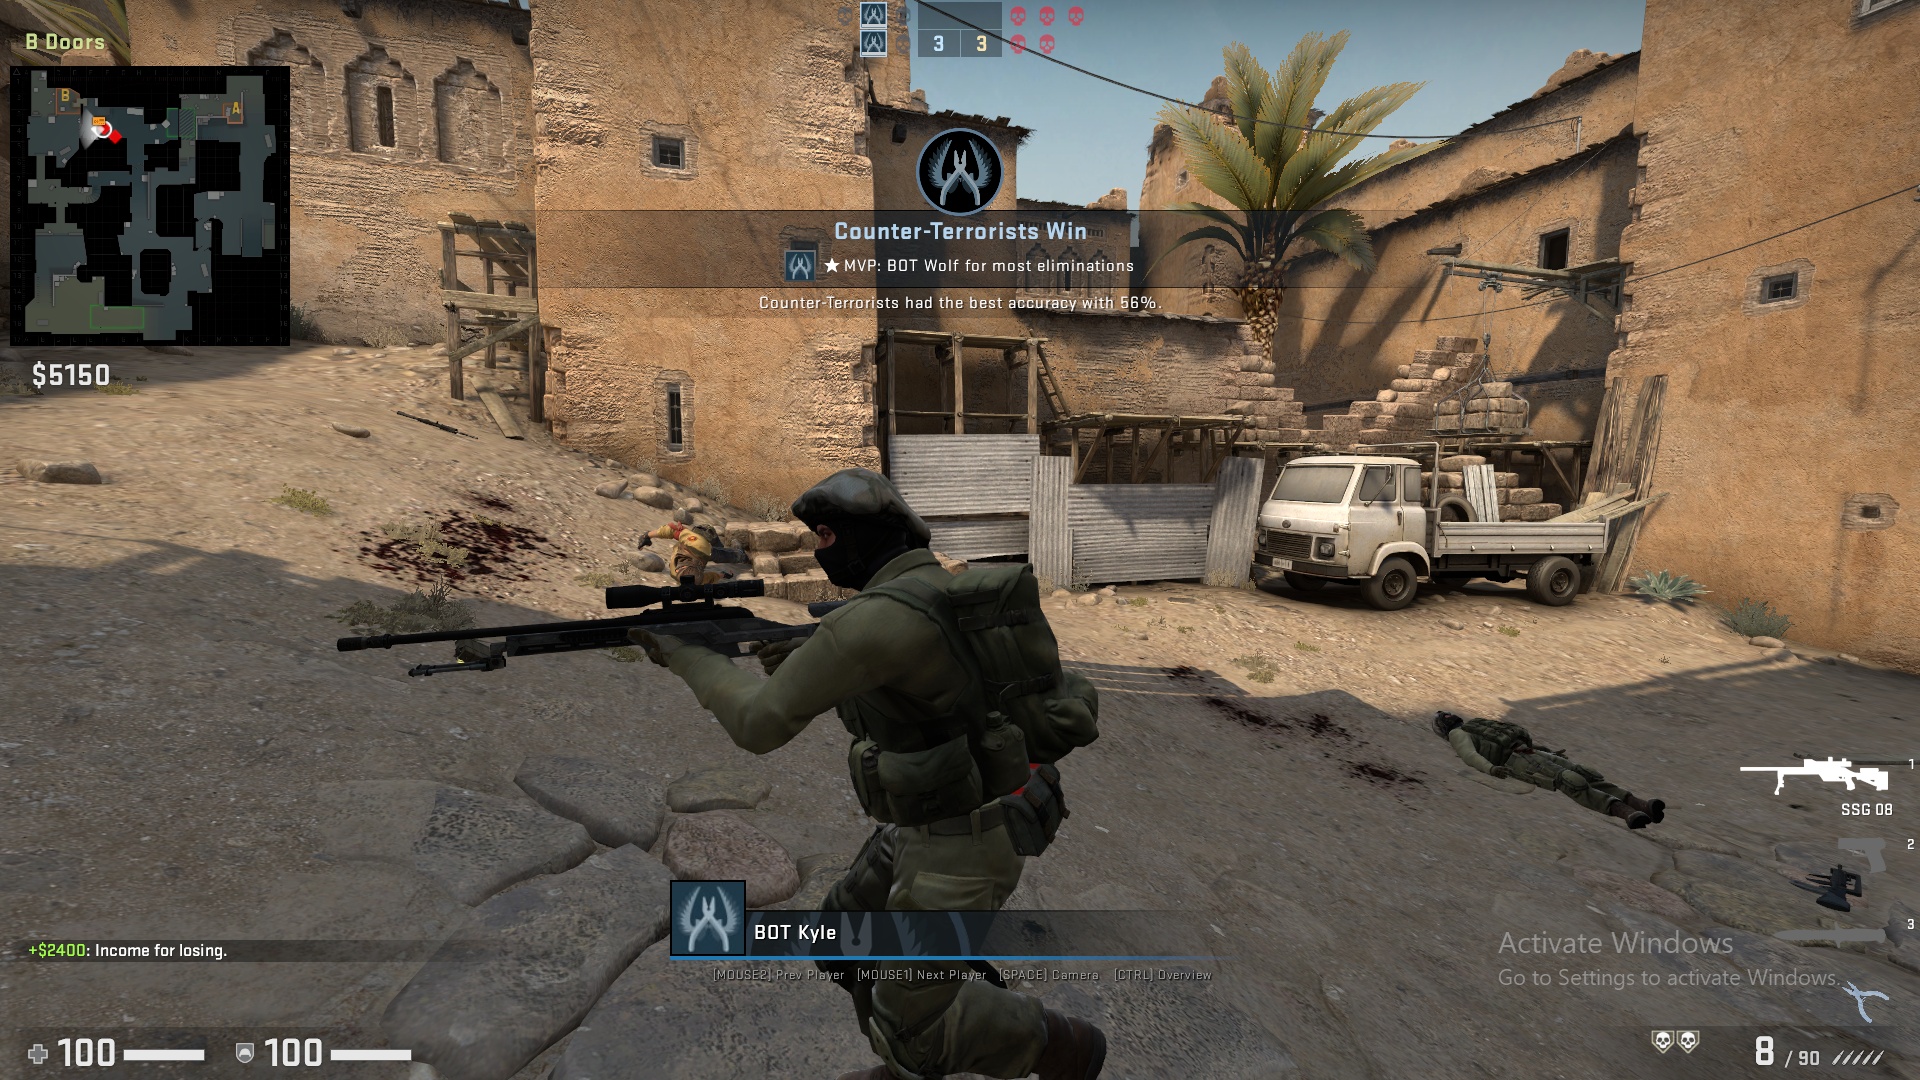 B Doors
B
A
3 3
Counter-Terrorists Win
MVP: BOT Wolf for most eliminations
Counter-Terrorists had the best accuracy with 56%.
$5150
1
SSG 08
2
3
BOT Kyle
+$2400: Income for losing.
[MOUSE2] Prev Player [MOUSE1] Next Player [SPACE] Camera [CTRL] Overview
Activate Windows
Go to Settings to activate Windows.
100 100
8 / 90